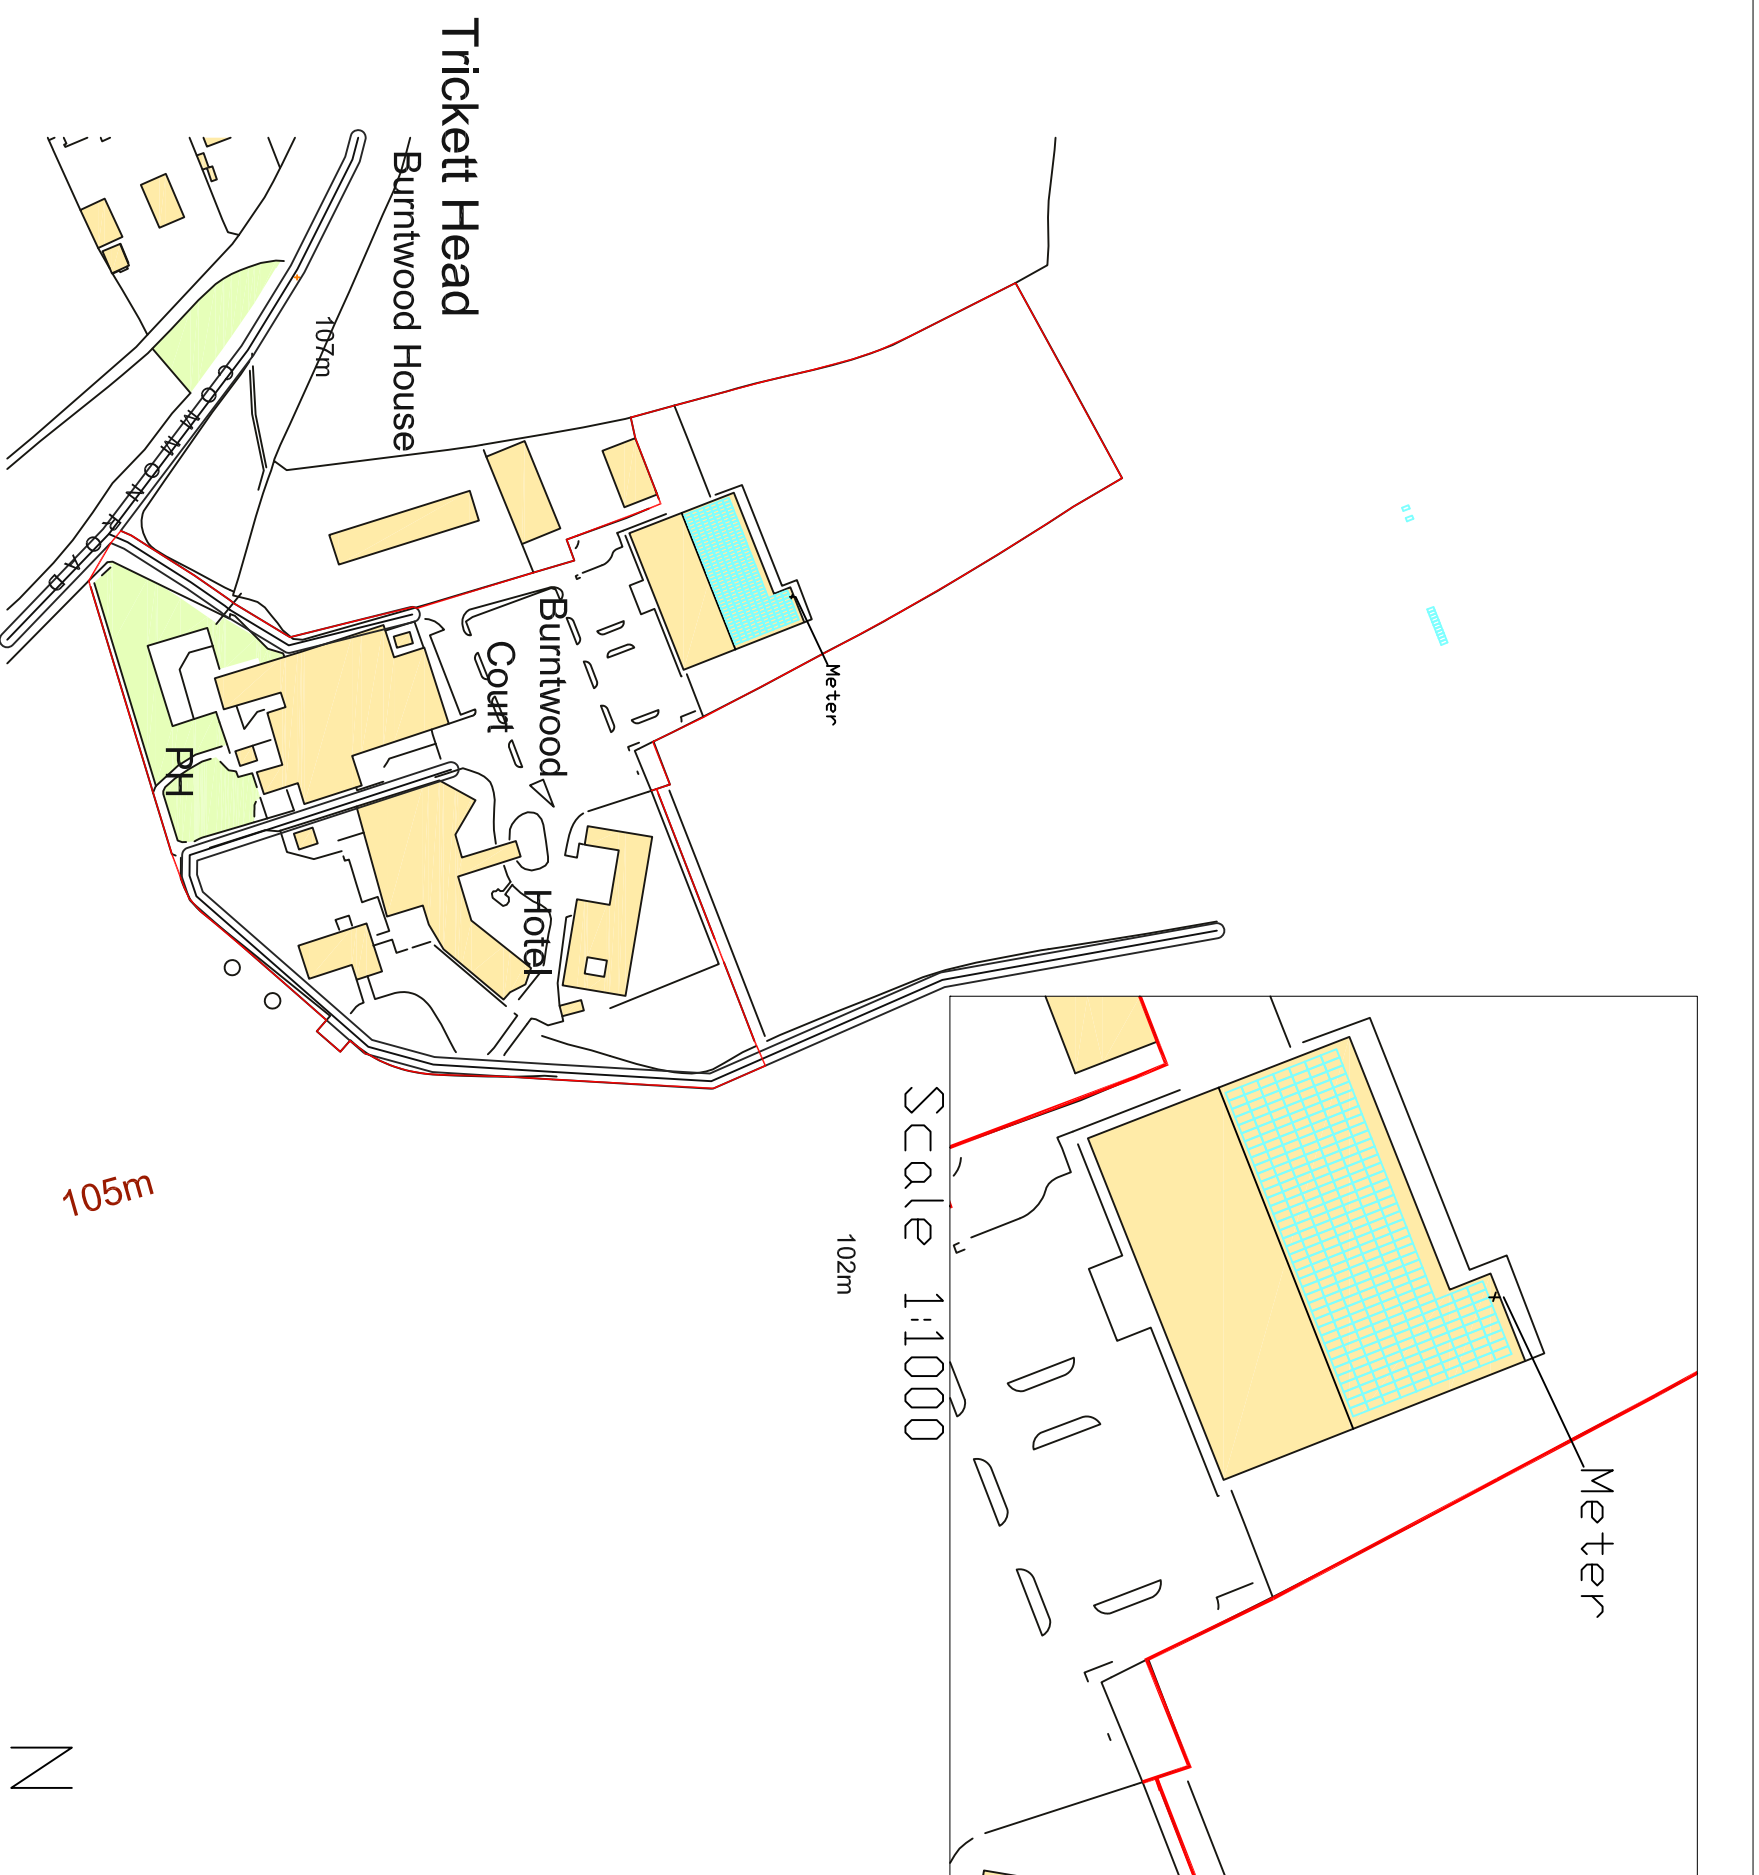 Trickett Head
Burntwood House
107m
COMMON ROAD
Meter
Burntwood
Court
PH
Hotel
Scale 1:1000
Meter
102m
105m
N